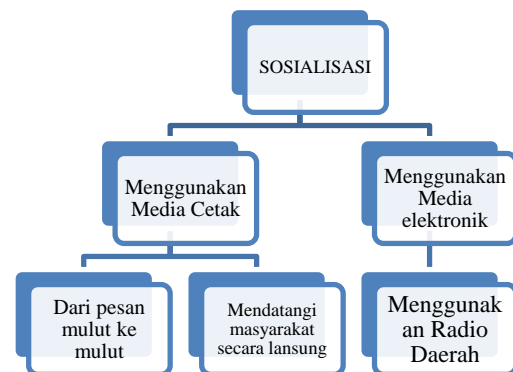 SOSIALISASI
Menggunakan
Media Cetak
Menggunakan
Media
elektronik
Dari pesan
mulut ke
mulut
Mendatangi
masyarakat
secara lansung
Menggunak
an Radio
Daerah